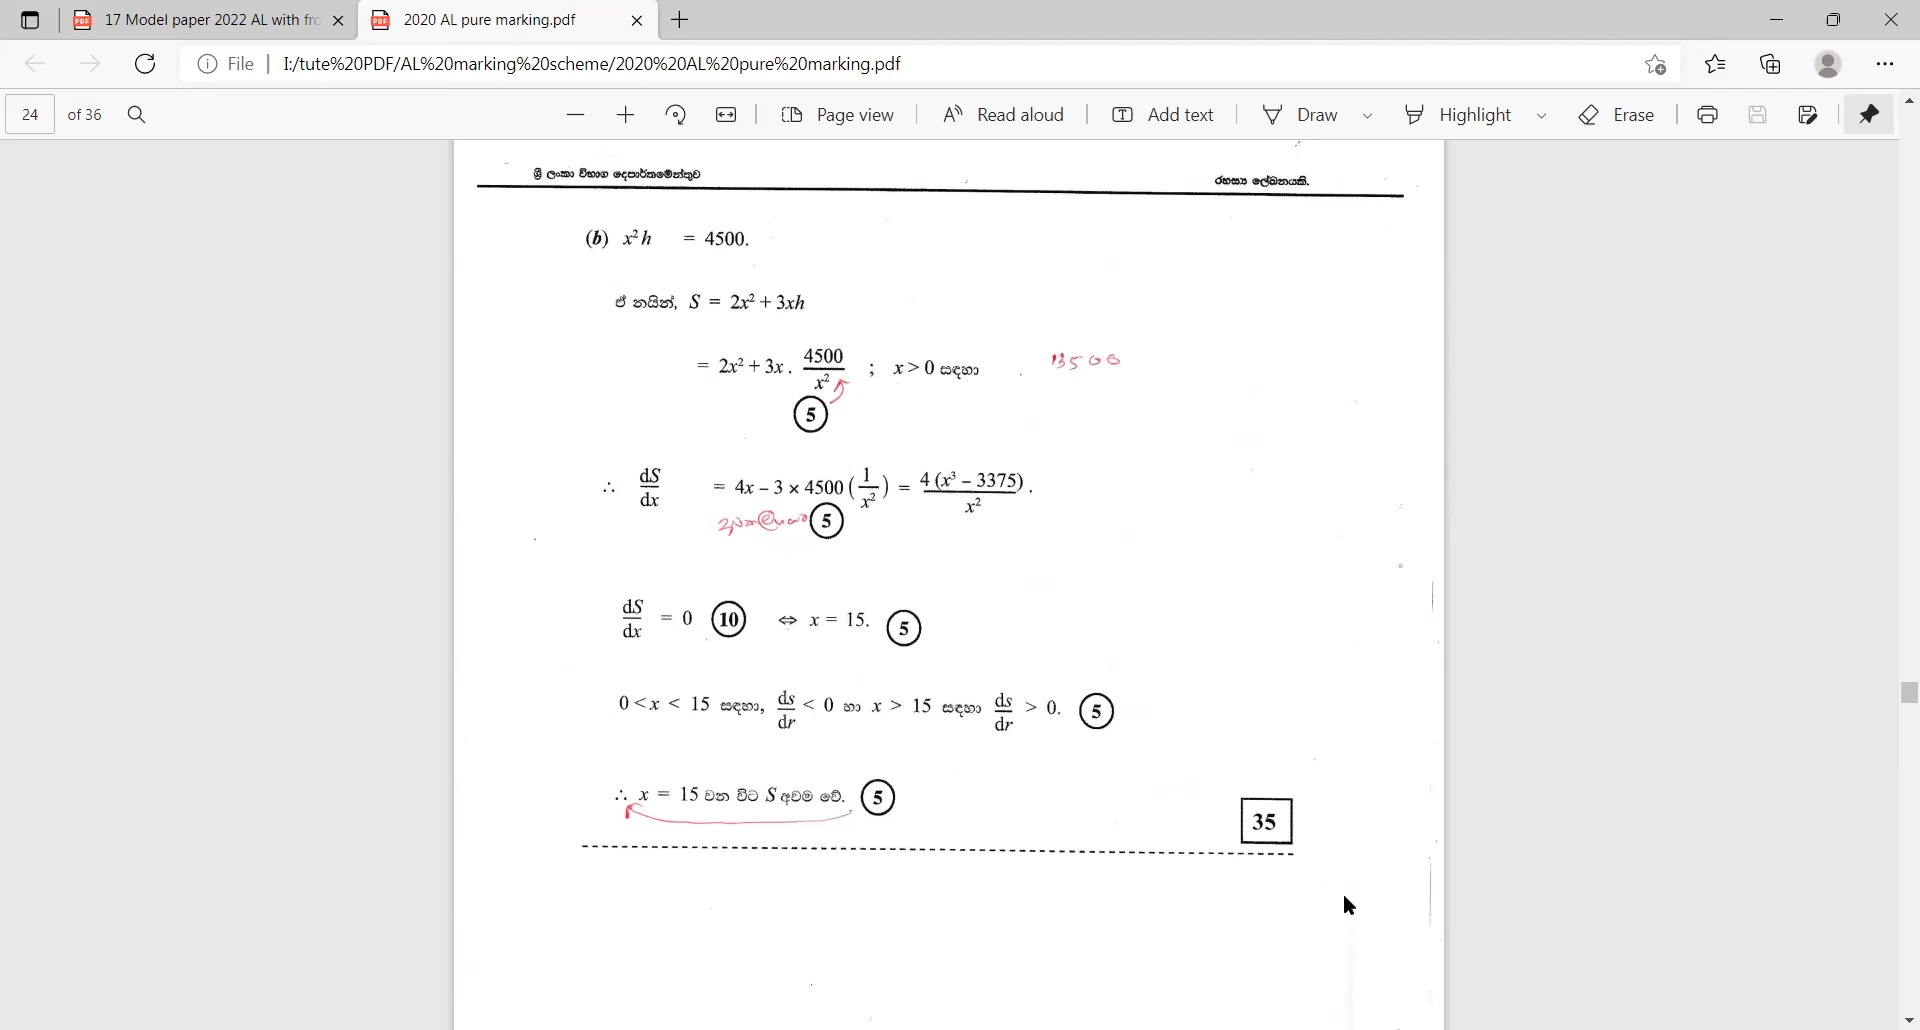 17 Model paper 2022 AL with fro
2020 AL pure marking.pdf
File
I:/tute%20PDF/AL%20marking%20scheme/2020%20AL%20pure%20marking.pdf
24 of 36
Page view Read aloud Add text Draw Highlight Erase
ශ්‍රී ලංකා විභාග දෙපාර්තමේන්තුව රහස්‍ය ලේඛනයකි.
(b) x² h = 4500.
ඒ නයින්, S = 2x² + 3xh
= 2x² + 3x . 4500/x² ; x > 0 සඳහා 13500
5
∴ dS/dx = 4x – 3 × 4500 (1/x²) = 4 (x³ – 3375)/x² .
5
dS/dx = 0 10 ⇔ x = 15. 5
0 < x < 15 සඳහා, ds/dr < 0 හා x > 15 සඳහා ds/dr > 0. 5
∴ x = 15 වන විට S අවම වේ. 5
35